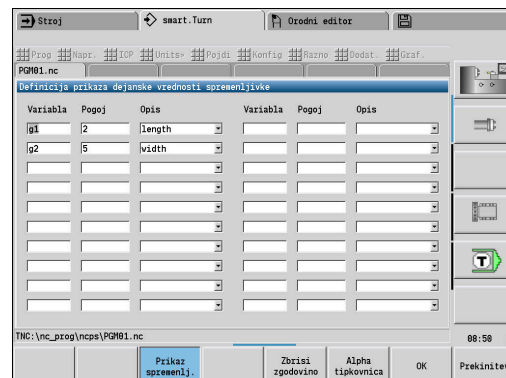 Stroj smart.Turn Orodni editor
Prog Napr. ICP Units» Pojdi Konfig Razno Dodat. Graf.
PGM01.nc
Definicija prikaza dejanske vrednosti spremenljivke
Variabla Pogoj Opis Variabla Pogoj Opis
g1 2 length
g2 5 width
T
TNC:\nc_prog\ncps\PGM01.nc
08:50
Prikaz spremenlj. Zbrisi zgodovino Alpha tipkovnica OK Prekinitev